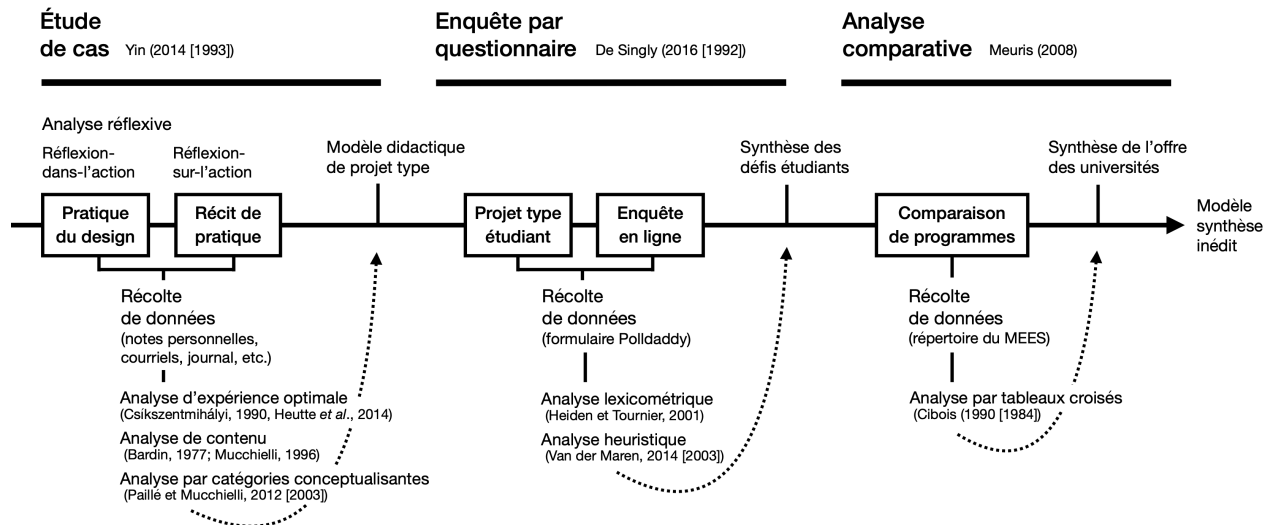 Étude
de cas Yin (2014 [1993])
Analyse réflexive
Réflexion-
dans-l’action
Réflexion-
sur-l’action
Pratique
du design
Récit de
pratique
Modèle didactique
de projet type
Récolte
de données
(notes personnelles,
courriels, journal, etc.)
Analyse d’expérience optimale
(Csíkszentmihályi, 1990, Heutte et al., 2014)
Analyse de contenu
(Bardin, 1977; Mucchielli, 1996)
Analyse par catégories conceptualisantes
(Paillé et Mucchielli, 2012 [2003])
Enquête par
questionnaire De Singly (2016 [1992])
Projet type
étudiant
Enquête
en ligne
Synthèse des
défis étudiants
Récolte
de données
(formulaire Polldaddy)
Analyse lexicométrique
(Heiden et Tournier, 2001)
Analyse heuristique
(Van der Maren, 2014 [2003])
Analyse
comparative Meuris (2008)
Comparaison
de programmes
Synthèse de l’offre
des universités
Récolte
de données
(répertoire du MEES)
Analyse par tableaux croisés
(Cibois (1990 [1984])
Modèle
synthèse
inédit